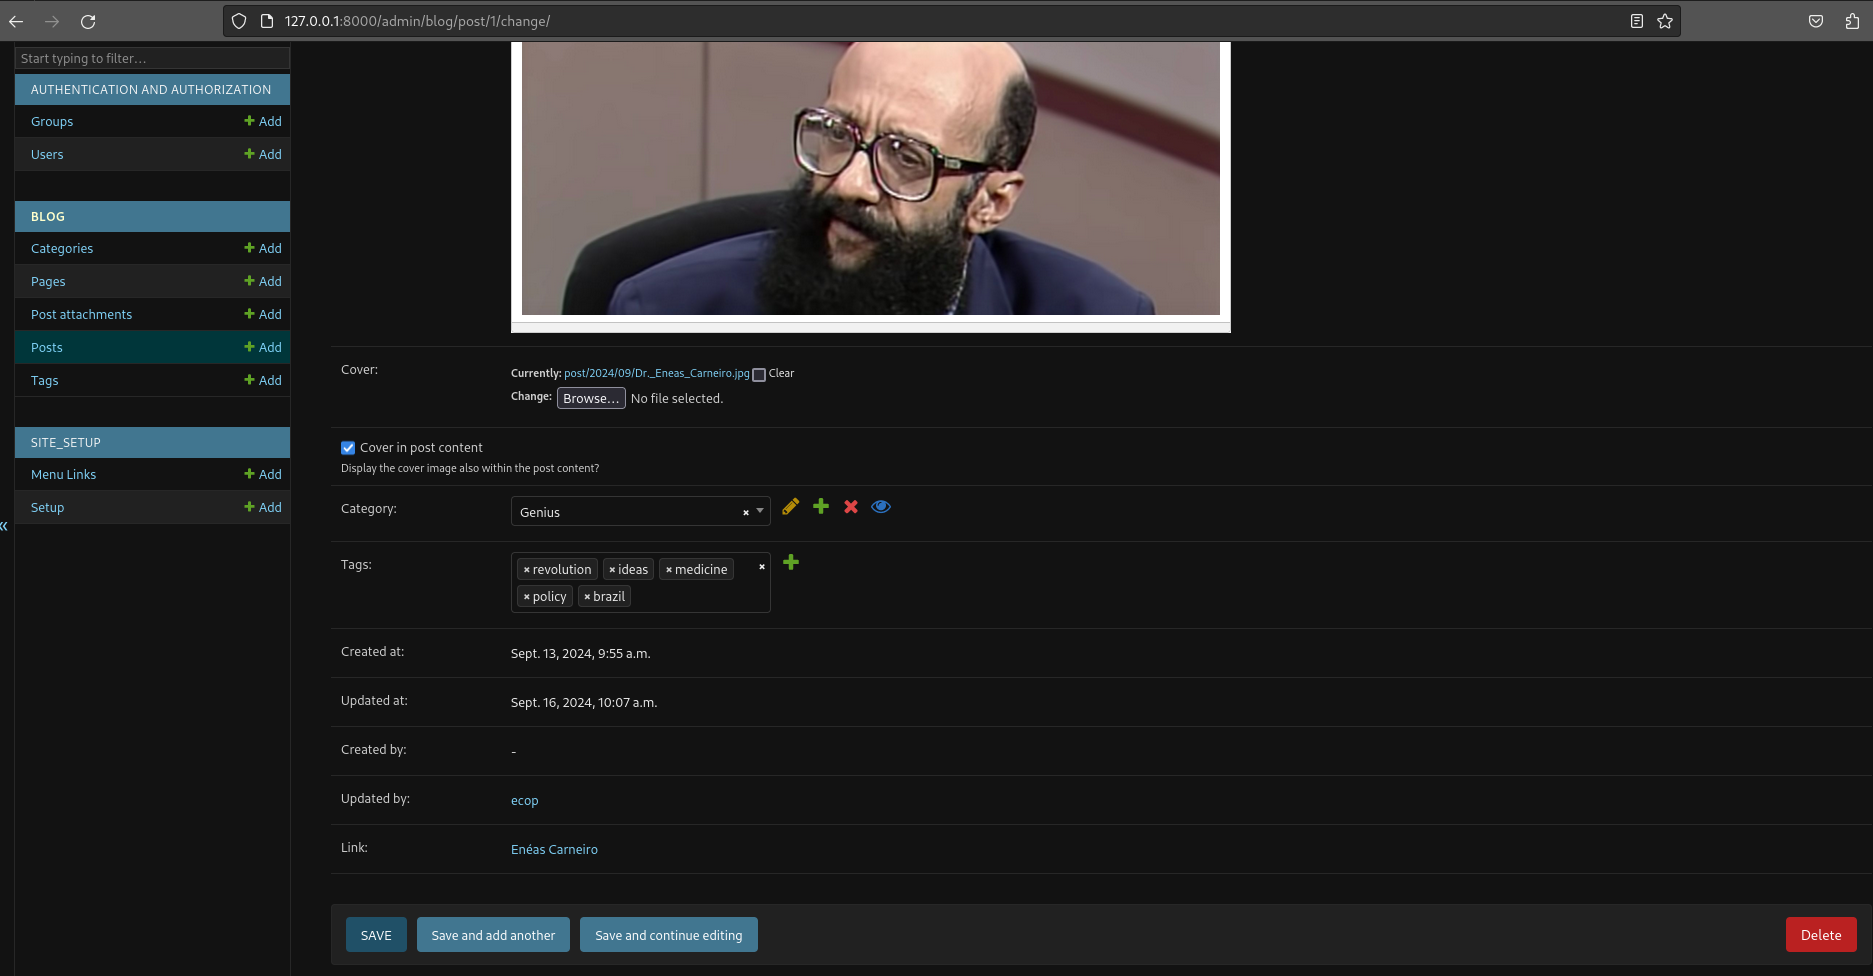 127.0.0.1:8000/admin/blog/post/1/change/
Start typing to filter...
AUTHENTICATION AND AUTHORIZATION
Groups Add
Users Add
BLOG
Categories Add
Pages Add
Post attachments Add
Posts Add
Tags Add
SITE_SETUP
Menu Links Add
Setup Add
«
Cover: Currently: post/2024/09/Dr._Eneas_Carneiro.jpg Clear
Change: Browse... No file selected.
Cover in post content
Display the cover image also within the post content?
Category: Genius ×
Tags: × revolution × ideas × medicine ×
× policy × brazil
Created at: Sept. 13, 2024, 9:55 a.m.
Updated at: Sept. 16, 2024, 10:07 a.m.
Created by: -
Updated by: ecop
Link: Enéas Carneiro
SAVE Save and add another Save and continue editing Delete